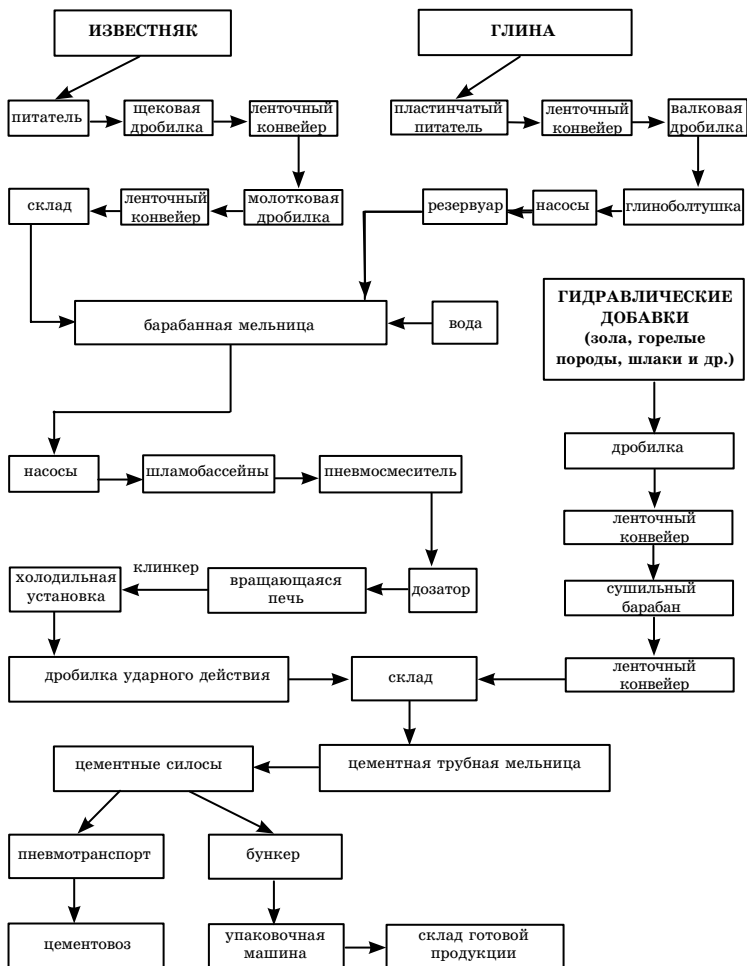 ИЗВЕСТНЯК
ГЛИНА
питатель
щековая
дробилка
ленточный
конвейер
пластинчатый
питатель
ленточный
конвейер
валковая
дробилка
склад
ленточный
конвейер
молотковая
дробилка
резервуар
насосы
глиноболтушка
барабанная мельница
вода
ГИДРАВЛИЧЕСКИЕ
ДОБАВКИ
(зола, горелые
породы, шлаки и др.)
насосы
шламобассейны
пневмосмеситель
дробилка
ленточный
конвейер
холодильная
установка
клинкер
вращающаяся
печь
дозатор
сушильный
барабан
дробилка ударного действия
склад
ленточный
конвейер
цементные силосы
цементная трубная мельница
пневмотранспорт
бункер
цементовоз
упаковочная
машина
склад готовой
продукции